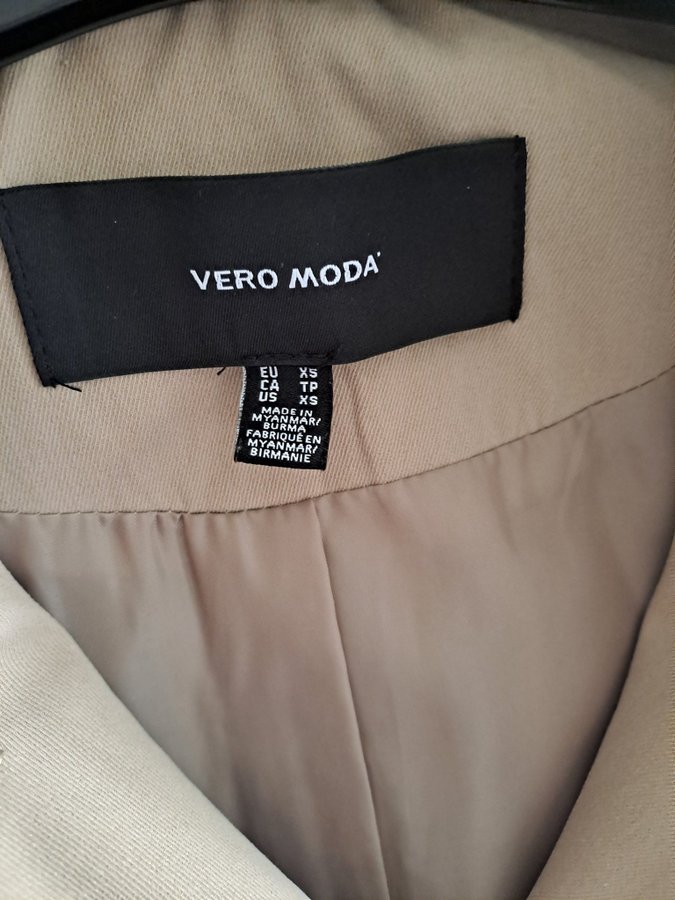 VERO MODA
EU XS
CA TP
US XS
MADE IN
MYANMAR/
BURMA
FABRIQUÉ EN
MYANMAR/
BIRMANIE